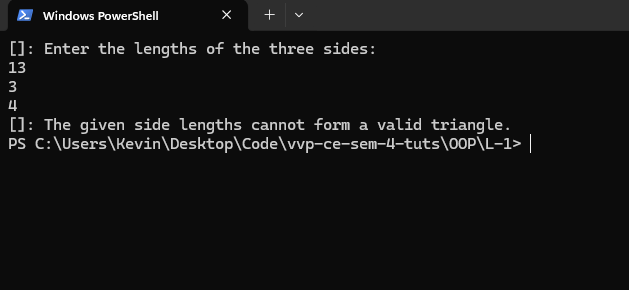 Windows PowerShell
[]: Enter the lengths of the three sides:
13
3
4
[]: The given side lengths cannot form a valid triangle.
PS C:\Users\Kevin\Desktop\Code\vvp-ce-sem-4-tuts\OOP\L-1>